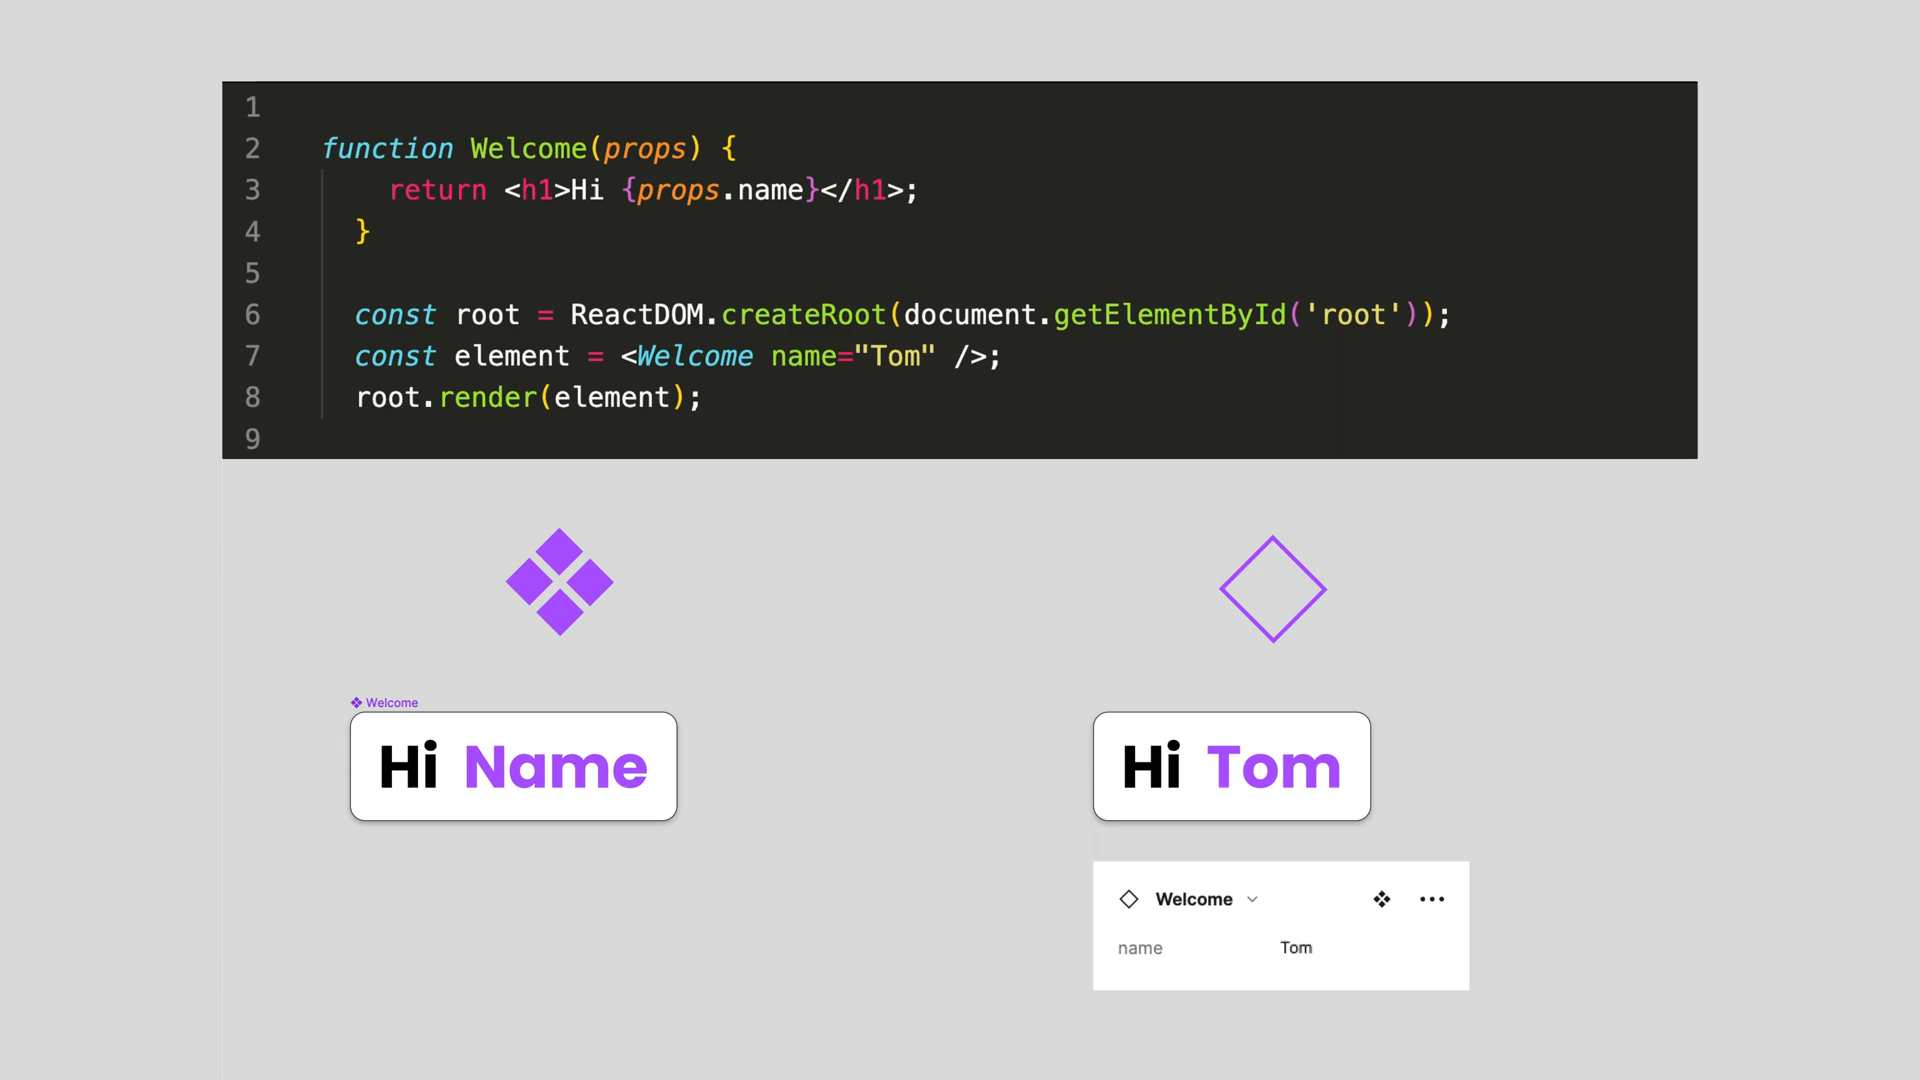 1
2 function Welcome(props) {
3 return <h1>Hi {props.name}</h1>;
4 }
5
6 const root = ReactDOM.createRoot(document.getElementById('root'));
7 const element = <Welcome name="Tom" />;
8 root.render(element);
9
Welcome
Hi Name
Hi Tom
Welcome
name Tom